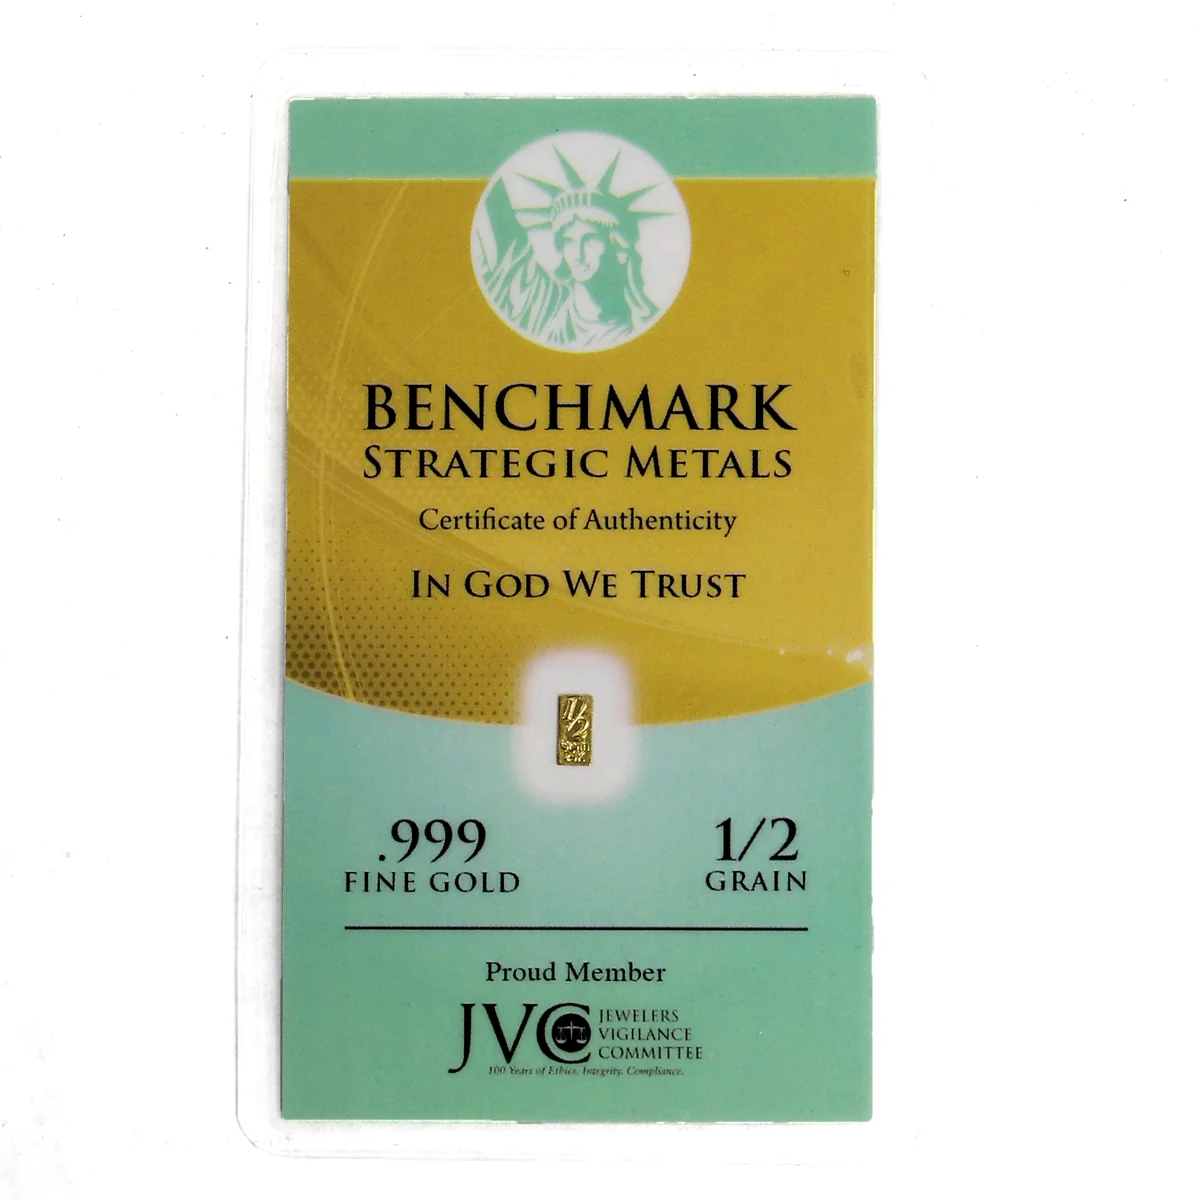 BENCHMARK
STRATEGIC METALS
Certificate of Authenticity
IN GOD WE TRUST
1/2
Grain
.999
FINE GOLD
1/2
GRAIN
Proud Member
JVC
JEWELERS
VIGILANCE
COMMITTEE
100 Years of Ethics. Integrity. Compliance.